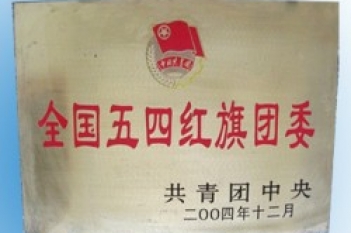 全国五四红旗团委
共青团中央
二〇〇四年十二月